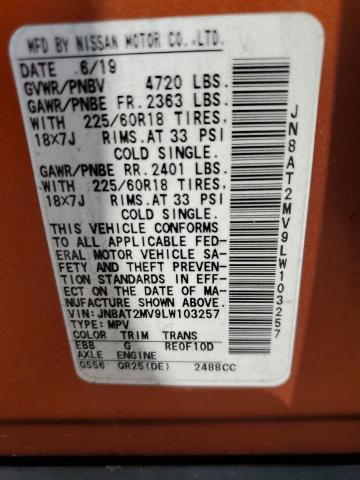 MFD BY NISSAN MOTOR CO.,LTD.
DATE 6/19
GVWR/PNBV 4720 LBS.
GAWR/PNBE FR. 2363 LBS.
WITH 225/60R18 TIRES,
18X7J RIMS.AT 33 PSI
COLD SINGLE.
GAWR/PNBE RR. 2401 LBS.
WITH 225/60R18 TIRES,
18X7J RIMS.AT 33 PSI
COLD SINGLE.
THIS VEHICLE CONFORMS
TO ALL APPLICABLE FED-
ERAL MOTOR VEHICLE SA-
FETY AND THEFT PREVEN-
TION STANDARDS IN EFF-
ECT ON THE DATE OF MA-
NUFACTURE SHOWN ABOVE.
VIN: JN8AT2MV9LW103257
TYPE: MPV
COLOR TRIM TRANS
EBB G RE0F10D
AXLE ENGINE
GS56 QR25(DE) 2488CC
JN8AT2MV9LW103257